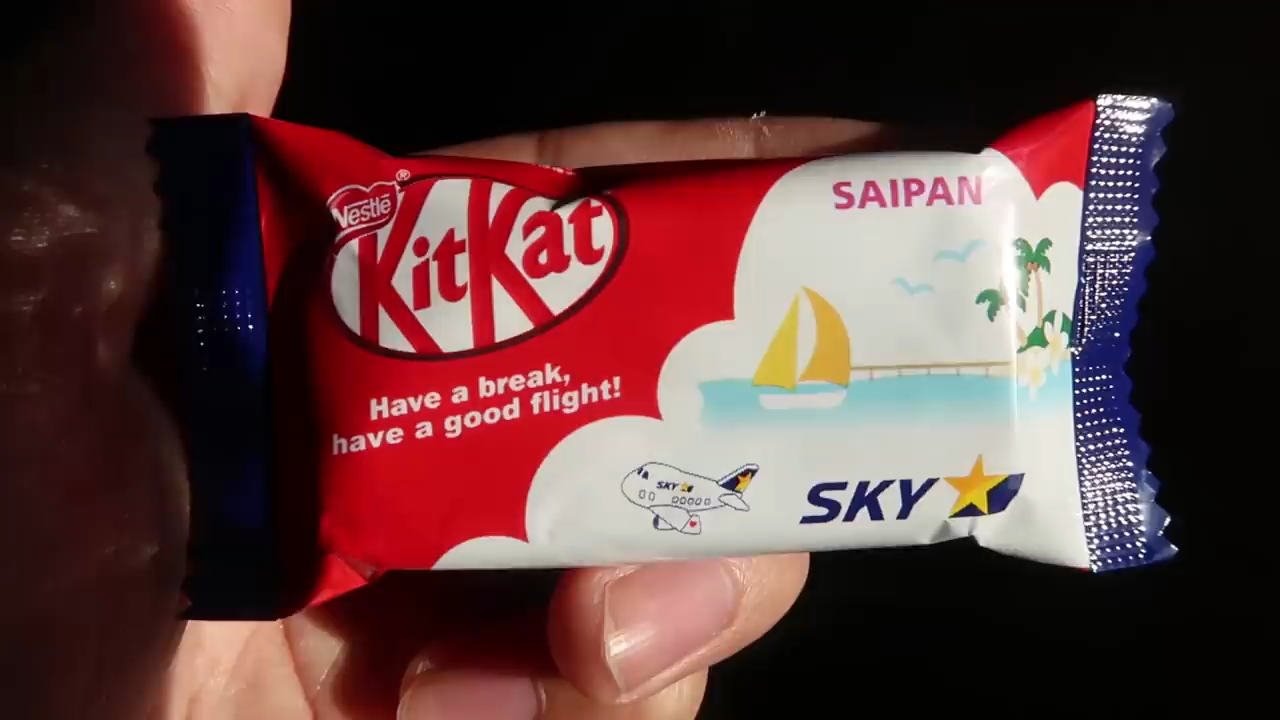 Nestlé®
KitKat
Have a break,
have a good flight!
SAIPAN
SKY
SKY